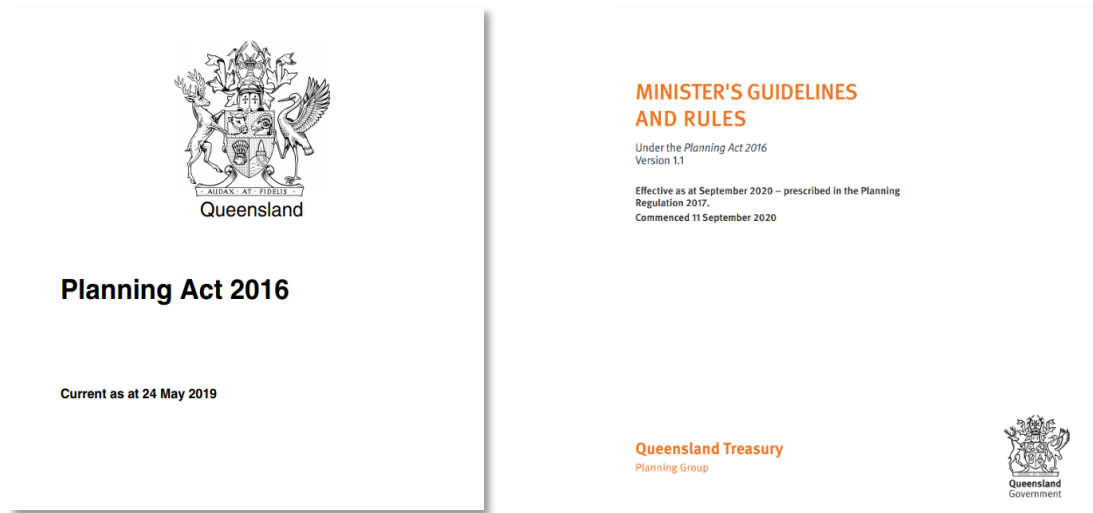 AUDAX · AT · FIDELIS
Queensland
Planning Act 2016
Current as at 24 May 2019
MINISTER'S GUIDELINES
AND RULES
Under the Planning Act 2016
Version 1.1
Effective as at September 2020 – prescribed in the Planning
Regulation 2017.
Commenced 11 September 2020
Queensland Treasury
Planning Group
Queensland
Government